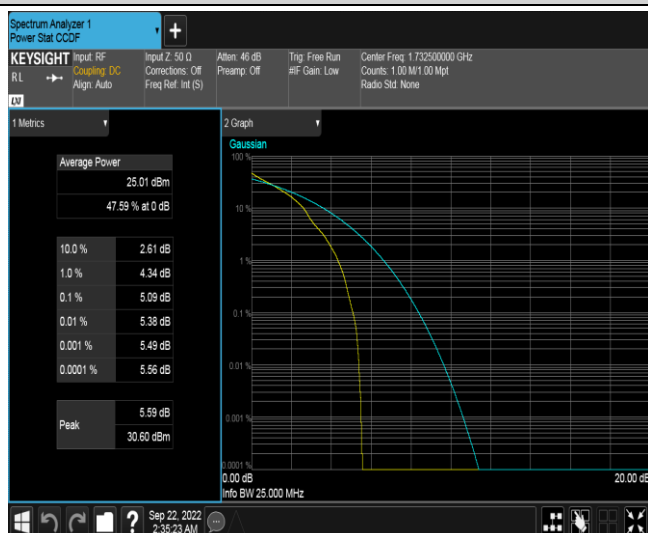 Spectrum Analyzer 1
Power Stat CCDF
KEYSIGHT
RL
LXI
Input: RF
Coupling: DC
Align: Auto
Input Z: 50 Ω
Corrections: Off
Freq Ref: Int (S)
Atten: 46 dB
Preamp: Off
Trig: Free Run
#IF Gain: Low
Center Freq: 1.732500000 GHz
Counts: 1.00 M/1.00 Mpt
Radio Std: None
1 Metrics
Average Power
25.01 dBm
47.59 % at 0 dB
10.0 % 2.61 dB
1.0 % 4.34 dB
0.1 % 5.09 dB
0.01 % 5.38 dB
0.001 % 5.49 dB
0.0001 % 5.56 dB
Peak
5.59 dB
30.60 dBm
2 Graph
Gaussian
100 %
10 %
1 %
0.1 %
0.01 %
0.001 %
0.0001 %
0.00 dB 20.00 dB
Info BW 25.000 MHz
?
Sep 22, 2022
2:35:23 AM